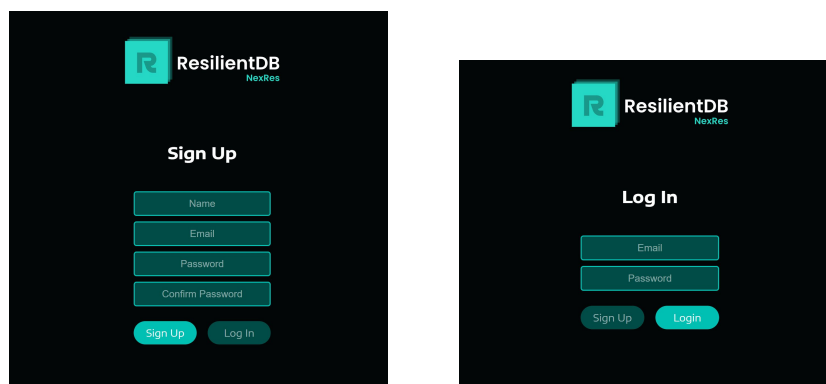 R ResilientDB
NexRes
Sign Up
Name
Email
Password
Confirm Password
Sign Up Log In
R ResilientDB
NexRes
Log In
Email
Password
Sign Up Login